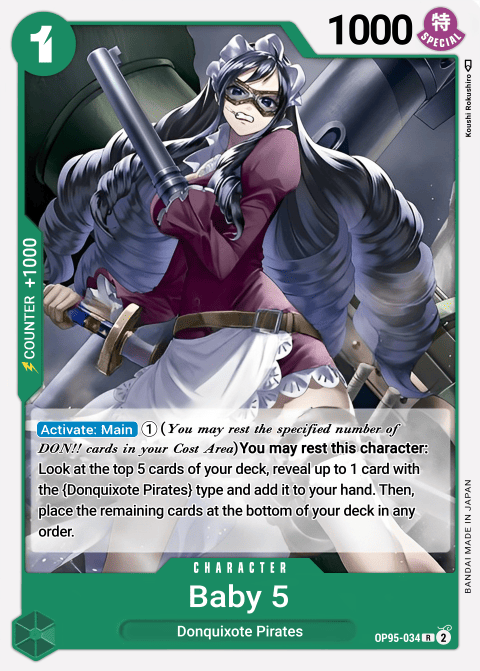 1
1000
特
SPECIAL
Koushi Rokushiro
COUNTER +1000
Activate: Main ① (You may rest the specified number of
DON!! cards in your Cost Area)You may rest this character:
Look at the top 5 cards of your deck, reveal up to 1 card with
the {Donquixote Pirates} type and add it to your hand. Then,
place the remaining cards at the bottom of your deck in any
order.
BANDAI MADE IN JAPAN
CHARACTER
Baby 5
Donquixote Pirates
OP95-034 R 2